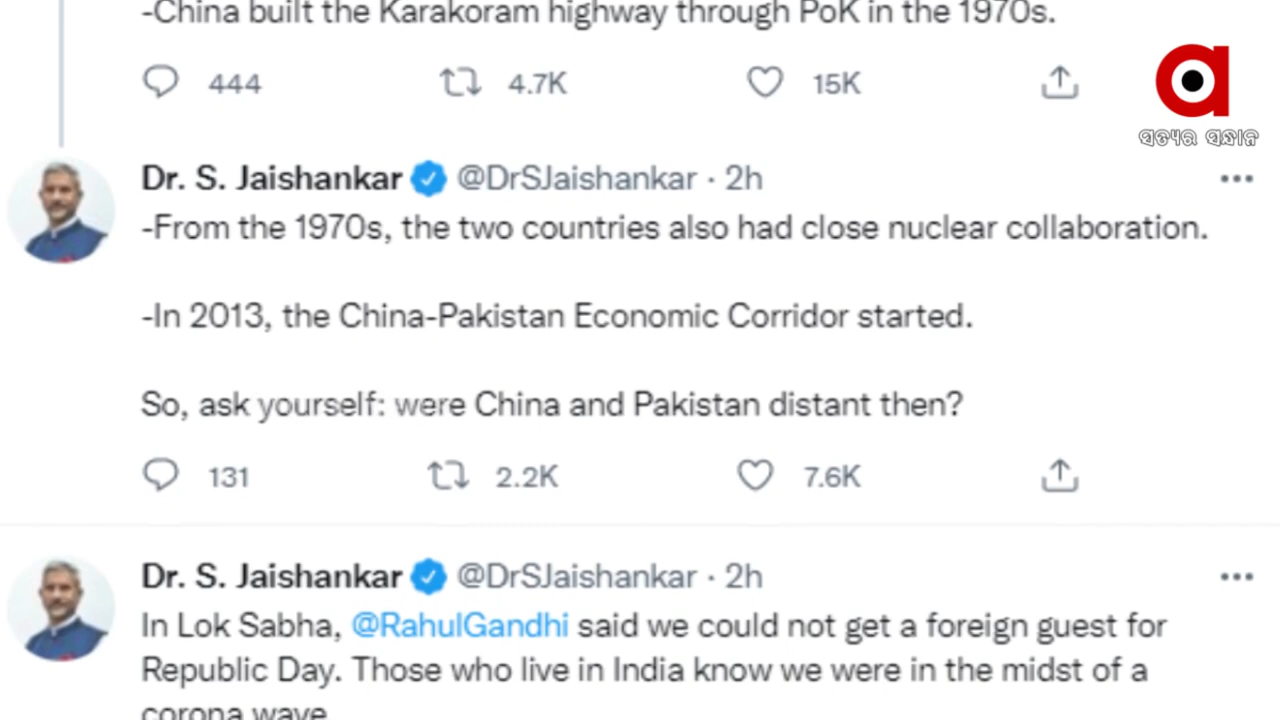 -China built the Karakoram highway through PoK in the 1970s.
444 4.7K 15K
ସତ୍ୟର ସନ୍ଧାନ
Dr. S. Jaishankar @DrSJaishankar · 2h
-From the 1970s, the two countries also had close nuclear collaboration.
-In 2013, the China-Pakistan Economic Corridor started.
So, ask yourself: were China and Pakistan distant then?
131 2.2K 7.6K
Dr. S. Jaishankar @DrSJaishankar · 2h
In Lok Sabha, @RahulGandhi said we could not get a foreign guest for
Republic Day. Those who live in India know we were in the midst of a
corona wave